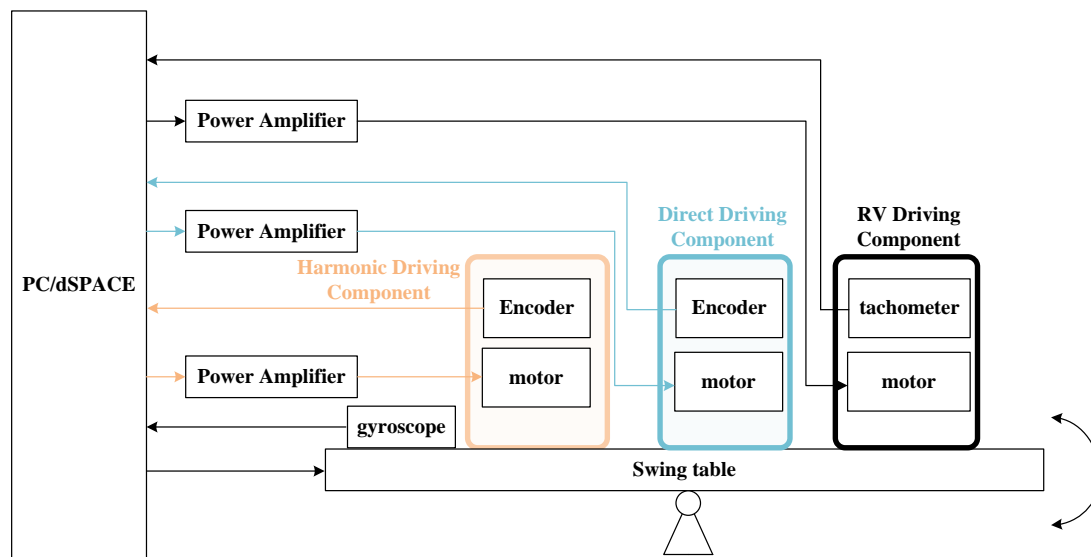 PC/dSPACE
Power Amplifier
Power Amplifier
Power Amplifier
Harmonic Driving
Component
Encoder
motor
Direct Driving
Component
Encoder
motor
RV Driving
Component
tachometer
motor
gyroscope
Swing table